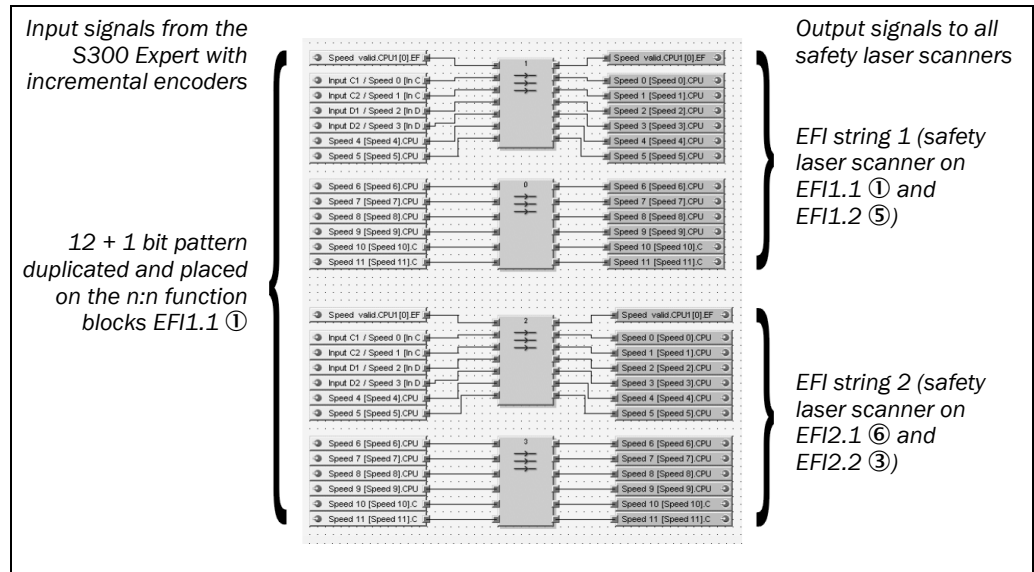 Input signals from the
S300 Expert with
incremental encoders
12 + 1 bit pattern
duplicated and placed
on the n:n function
blocks EFI1.1 ①
Speed valid.CPU1[0].EF
Input C1 / Speed 0 [In C
Input C2 / Speed 1 [In C
Input D1 / Speed 2 [In D
Input D2 / Speed 3 [In D
Speed 4 [Speed 4].CPU
Speed 5 [Speed 5].CPU
1
Speed valid.CPU1[0].EF
Speed 0 [Speed 0].CPU
Speed 1 [Speed 1].CPU
Speed 2 [Speed 2].CPU
Speed 3 [Speed 3].CPU
Speed 4 [Speed 4].CPU
Speed 5 [Speed 5].CPU
Speed 6 [Speed 6].CPU
Speed 7 [Speed 7].CPU
Speed 8 [Speed 8].CPU
Speed 9 [Speed 9].CPU
Speed 10 [Speed 10].C
Speed 11 [Speed 11].C
0
Speed 6 [Speed 6].CPU
Speed 7 [Speed 7].CPU
Speed 8 [Speed 8].CPU
Speed 9 [Speed 9].CPU
Speed 10 [Speed 10].C
Speed 11 [Speed 11].C
Speed valid.CPU1[0].EF
Input C1 / Speed 0 [In C
Input C2 / Speed 1 [In C
Input D1 / Speed 2 [In D
Input D2 / Speed 3 [In D
Speed 4 [Speed 4].CPU
Speed 5 [Speed 5].CPU
2
Speed valid.CPU1[0].EF
Speed 0 [Speed 0].CPU
Speed 1 [Speed 1].CPU
Speed 2 [Speed 2].CPU
Speed 3 [Speed 3].CPU
Speed 4 [Speed 4].CPU
Speed 5 [Speed 5].CPU
Speed 6 [Speed 6].CPU
Speed 7 [Speed 7].CPU
Speed 8 [Speed 8].CPU
Speed 9 [Speed 9].CPU
Speed 10 [Speed 10].C
Speed 11 [Speed 11].C
3
Speed 6 [Speed 6].CPU
Speed 7 [Speed 7].CPU
Speed 8 [Speed 8].CPU
Speed 9 [Speed 9].CPU
Speed 10 [Speed 10].C
Speed 11 [Speed 11].C
Output signals to all
safety laser scanners
EFI string 1 (safety
laser scanner on
EFI1.1 ① and
EFI1.2 ⑤)
EFI string 2 (safety
laser scanner on
EFI2.1 ⑥ and
EFI2.2 ③)